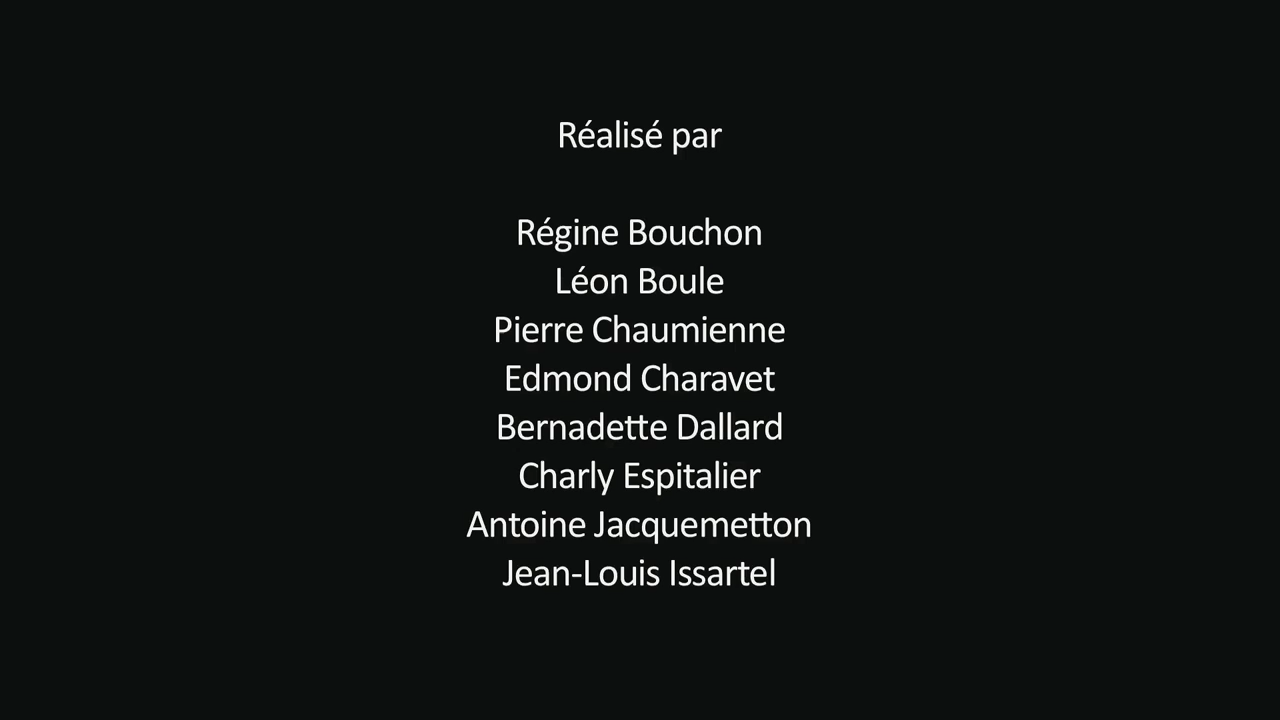 Réalisé par
Régine Bouchon
Léon Boule
Pierre Chaumienne
Edmond Charavet
Bernadette Dallard
Charly Espitalier
Antoine Jacquemetton
Jean-Louis Issartel